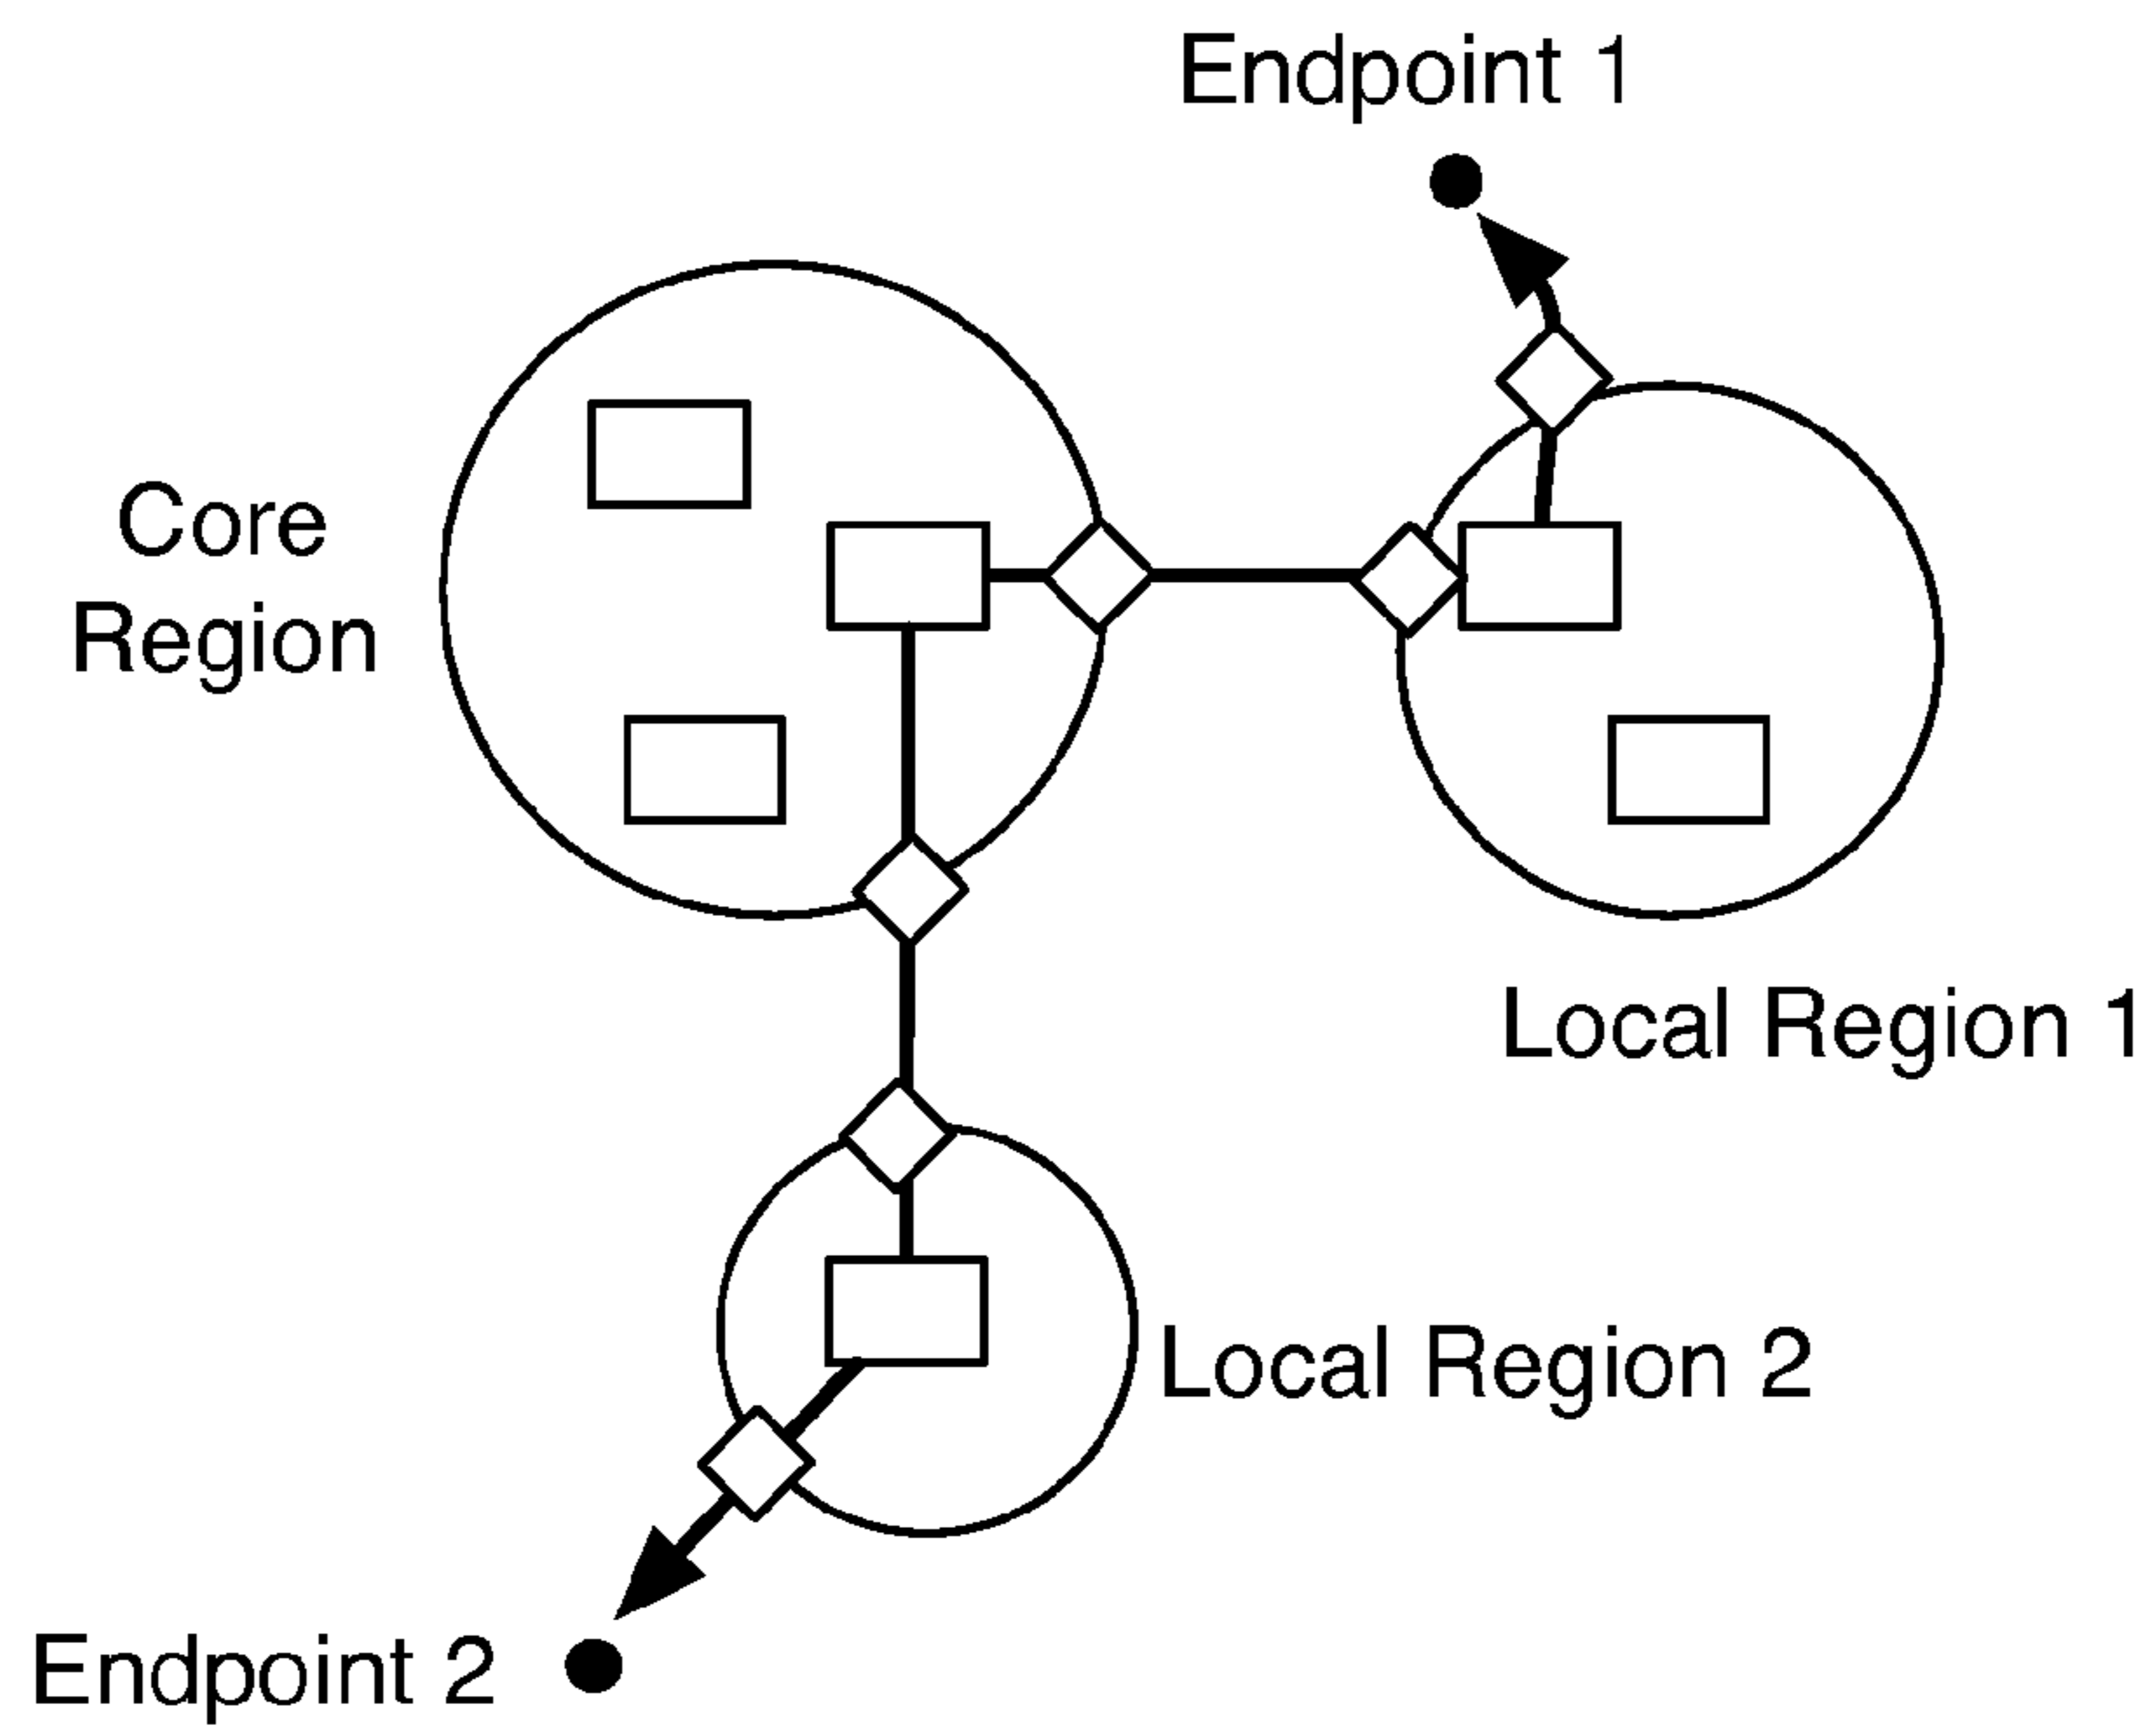 Endpoint 1
Core
Region
Local Region 1
Local Region 2
Endpoint 2